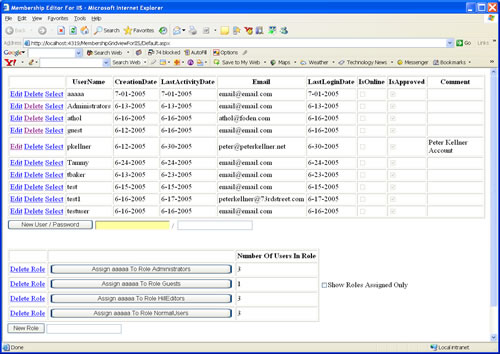 Membership Editor For IIS - Microsoft Internet Explorer
File Edit View Favorites Tools Help
Back Search Favorites
Address http://localhost:4319/MembershipGridviewForIIS/Default.aspx Go Links
Google Search 74 blocked AutoFill Options
Y! Search Web Save to My Web Maps Weather Technology News Messenger Bookmarks
UserName CreationDate LastActivityDate Email LastLoginDate IsOnline IsApproved Comment
Edit Delete Select aaaaa 7-01-2005 7-01-2005 email@email.com 7-01-2005
Edit Delete Select Administrators 6-13-2005 6-13-2005 email@email.com 6-13-2005
Edit Delete Select athol 6-16-2005 6-16-2005 athol@foden.com 6-16-2005
Edit Delete Select guest 6-12-2005 6-16-2005 email@email.com 6-16-2005
Edit Delete Select pkellner 6-12-2005 6-30-2005 peter@peterkellner.net 6-30-2005 Peter Kellner Account
Edit Delete Select Tammy 6-24-2005 6-24-2005 email@email.com 6-24-2005
Edit Delete Select fbaker 6-13-2005 6-23-2005 email@email.com 6-23-2005
Edit Delete Select test 6-15-2005 6-15-2005 email@email.com 6-15-2005
Edit Delete Select test1 6-16-2005 6-17-2005 peterkellner@73rdstreet.com 6-17-2005
Edit Delete Select testuser 6-16-2005 6-16-2005 email@email.com 6-16-2005
New User / Password /
Number Of Users In Role
Delete Role Assign aaaaa To Role Administrators 3
Delete Role Assign aaaaa To Role Guests 1
Show Roles Assigned Only
Delete Role Assign aaaaa To Role HillEditors 3
Delete Role Assign aaaaa To Role NormalUsers 3
New Role
Done Local intranet